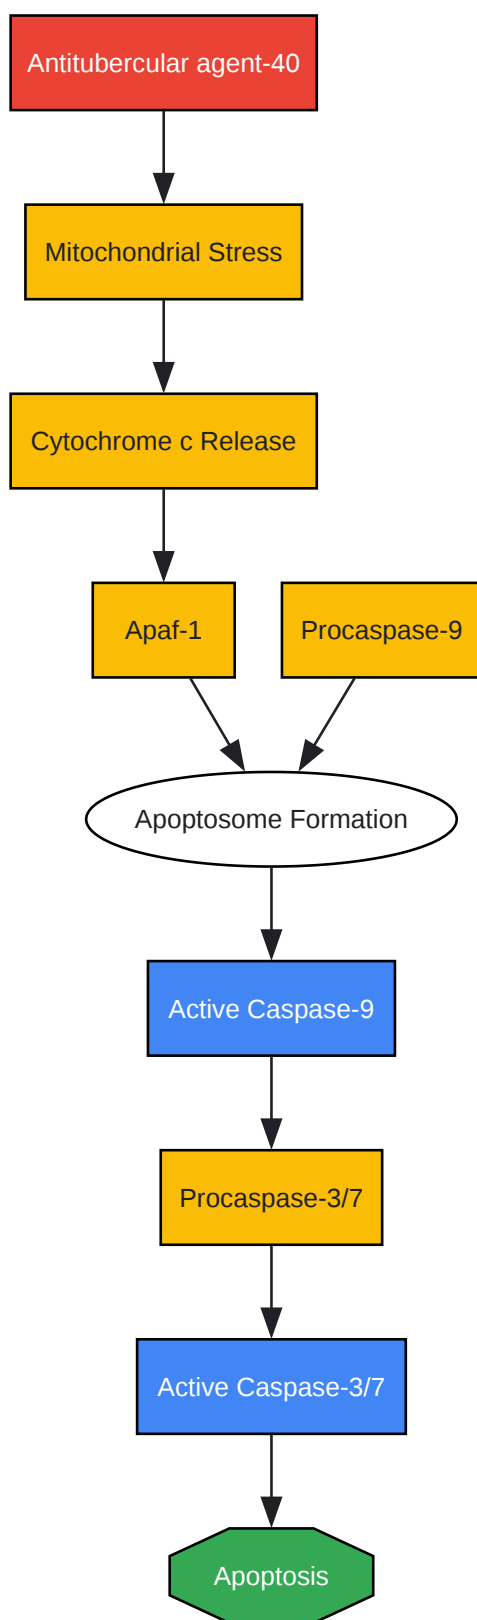 Antitubercular agent-40
Mitochondrial Stress
Cytochrome c Release
Apaf-1
Procaspase-9
Apoptosome Formation
Active Caspase-9
Procaspase-3/7
Active Caspase-3/7
Apoptosis